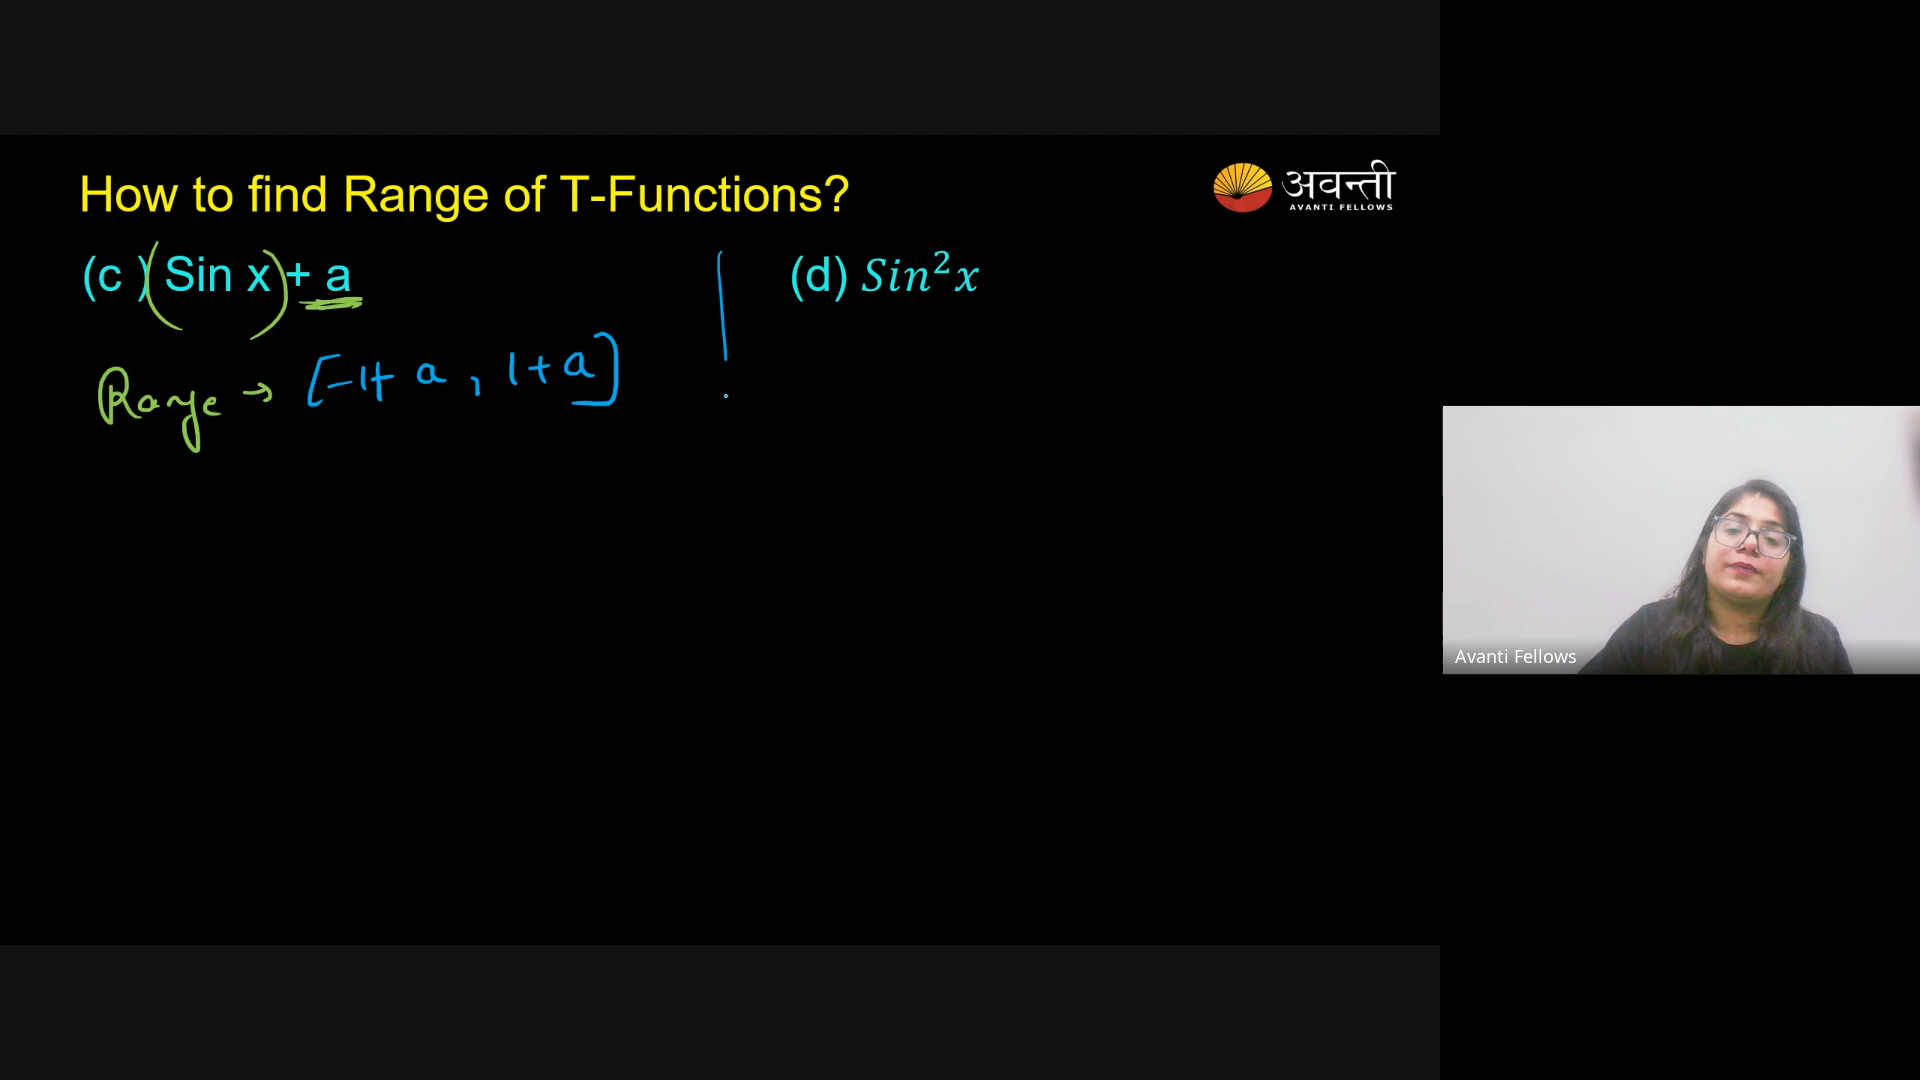 How to find Range of T-Functions?
अवन्ती
AVANTI FELLOWS
(c ) (Sin x) + a
(d) Sin²x
Range → [-1+ a , 1+a]
Avanti Fellows